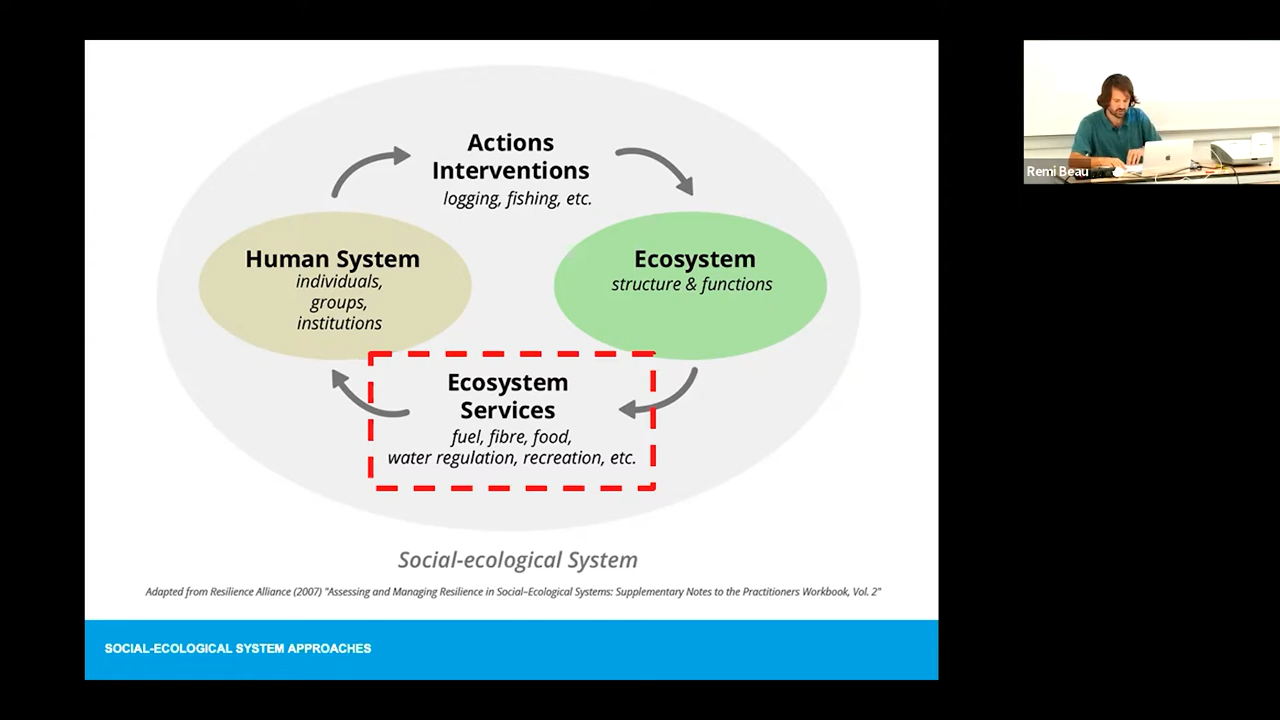 Actions
Interventions
logging, fishing, etc.
Human System
individuals,
groups,
institutions
Ecosystem
structure & functions
Ecosystem
Services
fuel, fibre, food,
water regulation, recreation, etc.
Social-ecological System
Adapted from Resilience Alliance (2007) "Assessing and Managing Resilience in Social–Ecological Systems: Supplementary Notes to the Practitioners Workbook, Vol. 2"
SOCIAL-ECOLOGICAL SYSTEM APPROACHES
Remi Beau